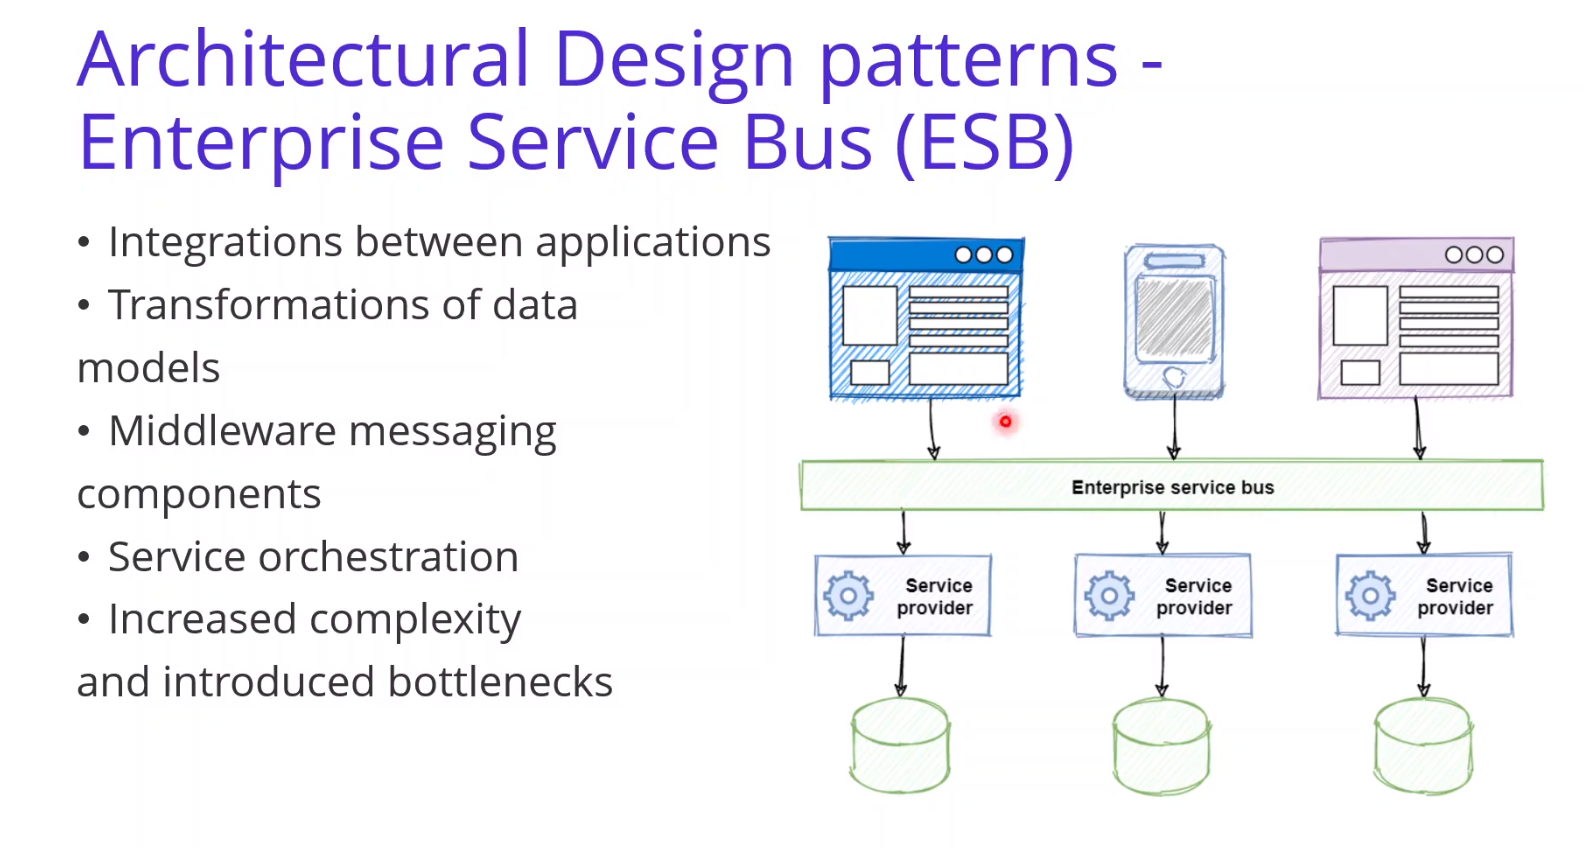 Architectural Design patterns -
Enterprise Service Bus (ESB)
• Integrations between applications
• Transformations of data
models
• Middleware messaging
components
• Service orchestration
• Increased complexity
and introduced bottlenecks
Enterprise service bus
Service
provider
Service
provider
Service
provider